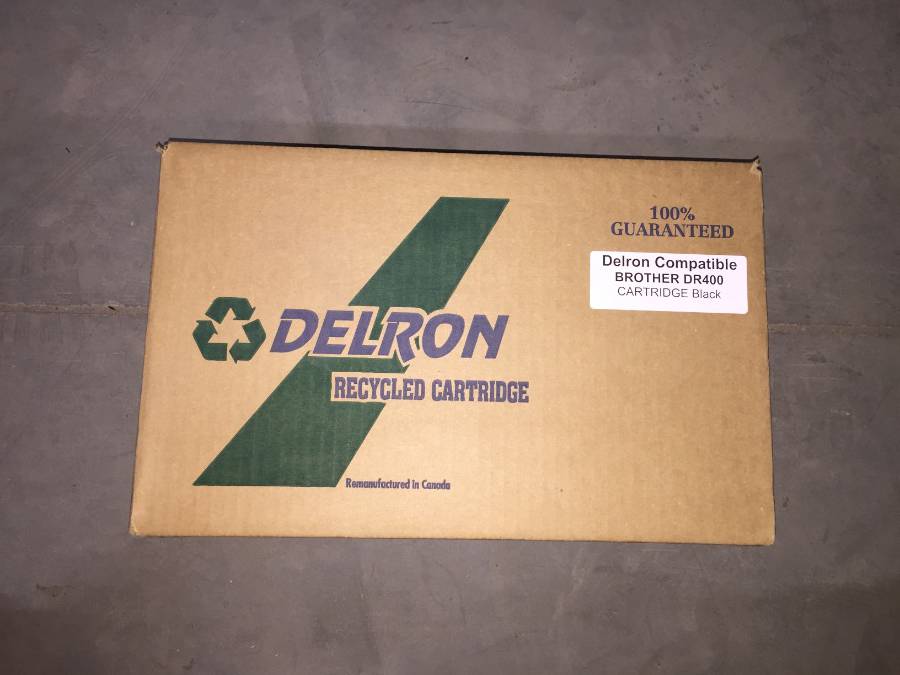 100%
GUARANTEED
Delron Compatible
BROTHER DR400
CARTRIDGE Black
DELRON
RECYCLED CARTRIDGE
Remanufactured in Canada